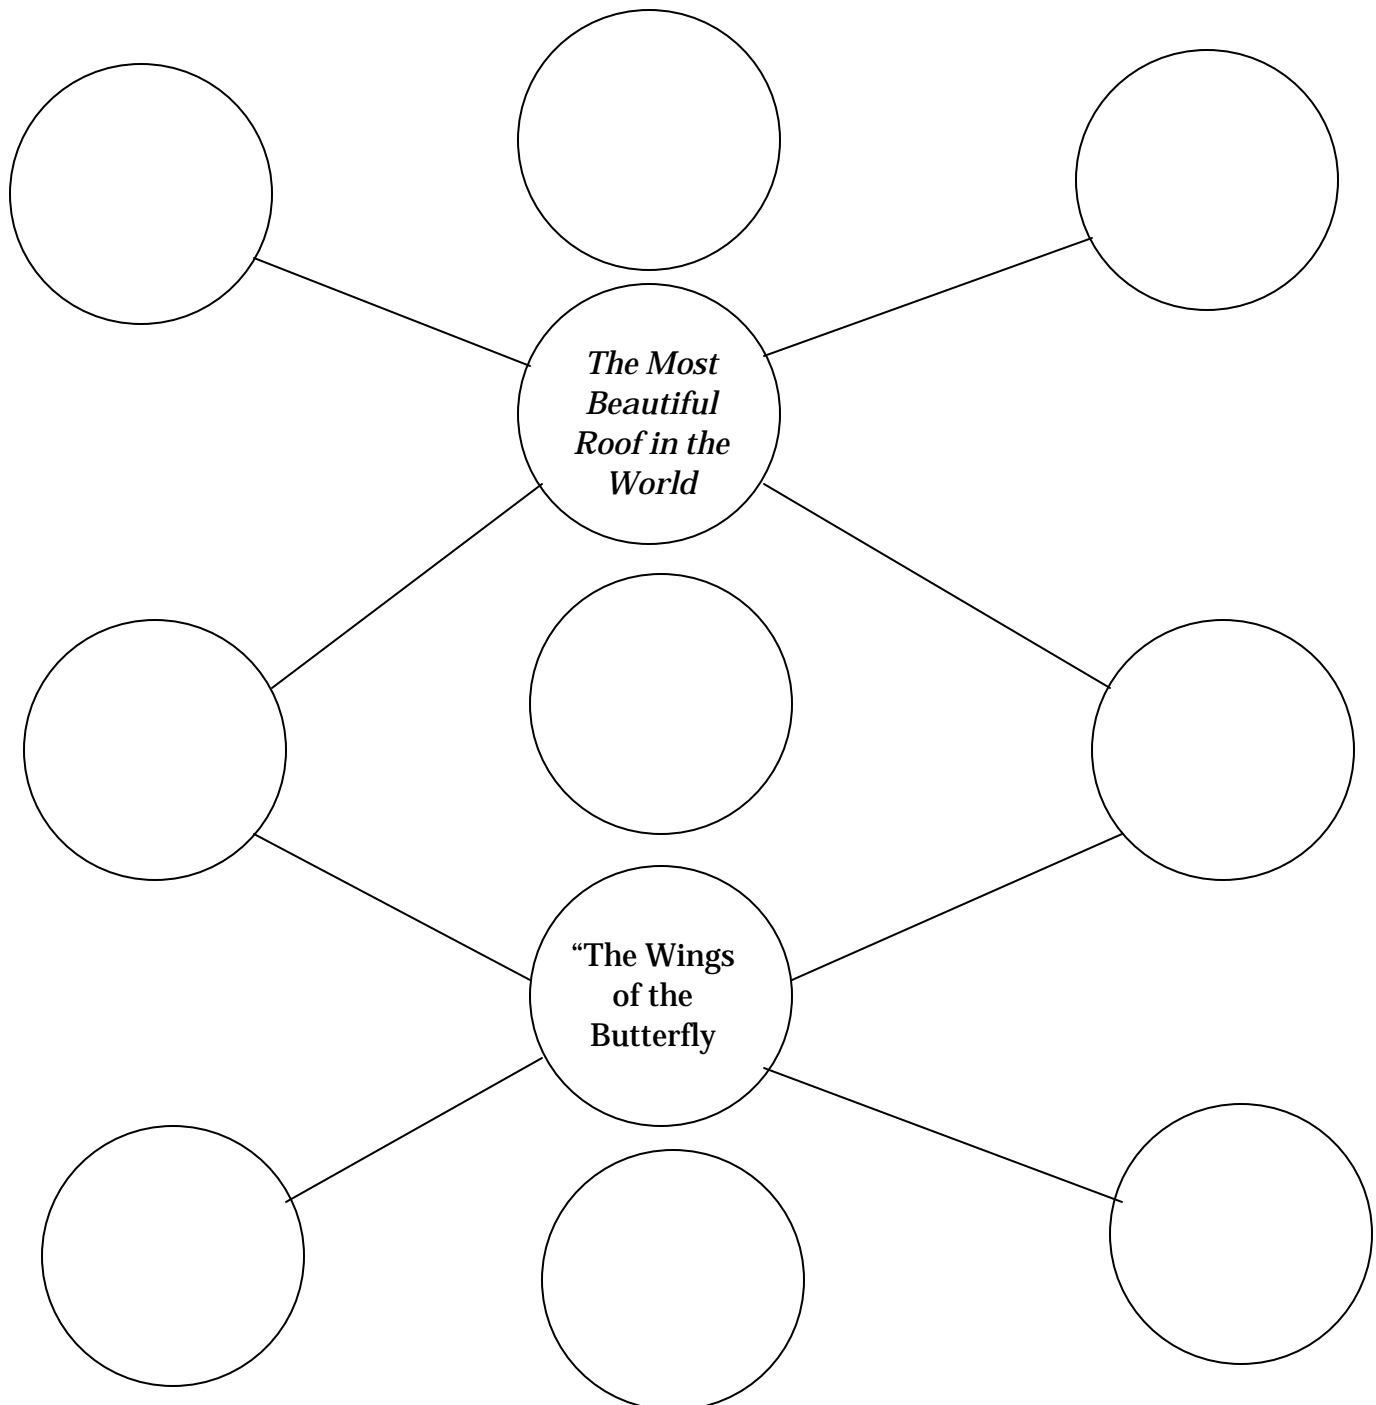 The Most
Beautiful
Roof in the
World
“The Wings
of the
Butterfly